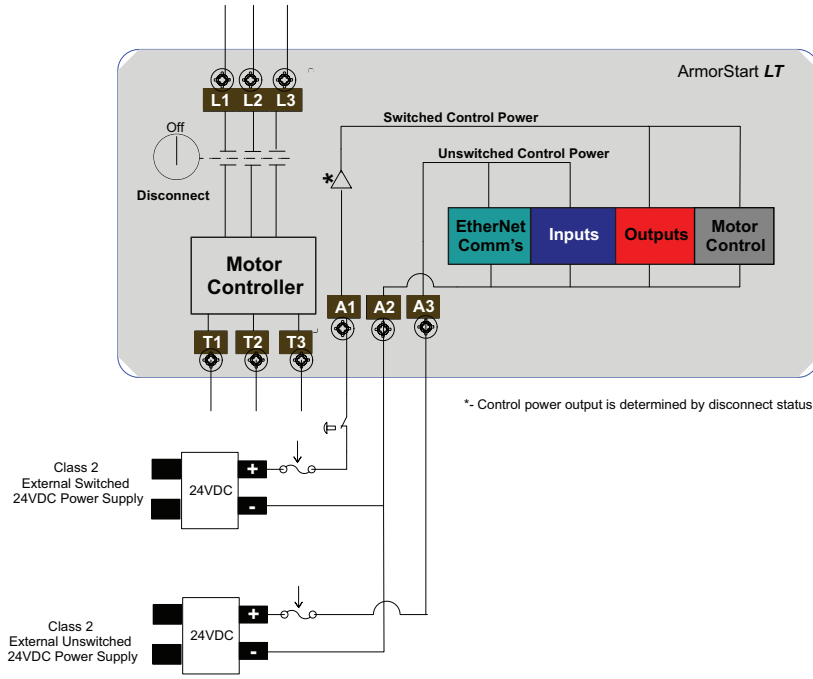 ArmorStart LT
L1 L2 L3
Switched Control Power
Off
Unswitched Control Power
*
Disconnect
EtherNet
Comm's
Inputs
Outputs
Motor
Control
Motor
Controller
A1 A2 A3
T1 T2 T3
*- Control power output is determined by disconnect status
Class 2
External Switched
24VDC Power Supply
24VDC
+
-
Class 2
External Unswitched
24VDC Power Supply
24VDC
+
-